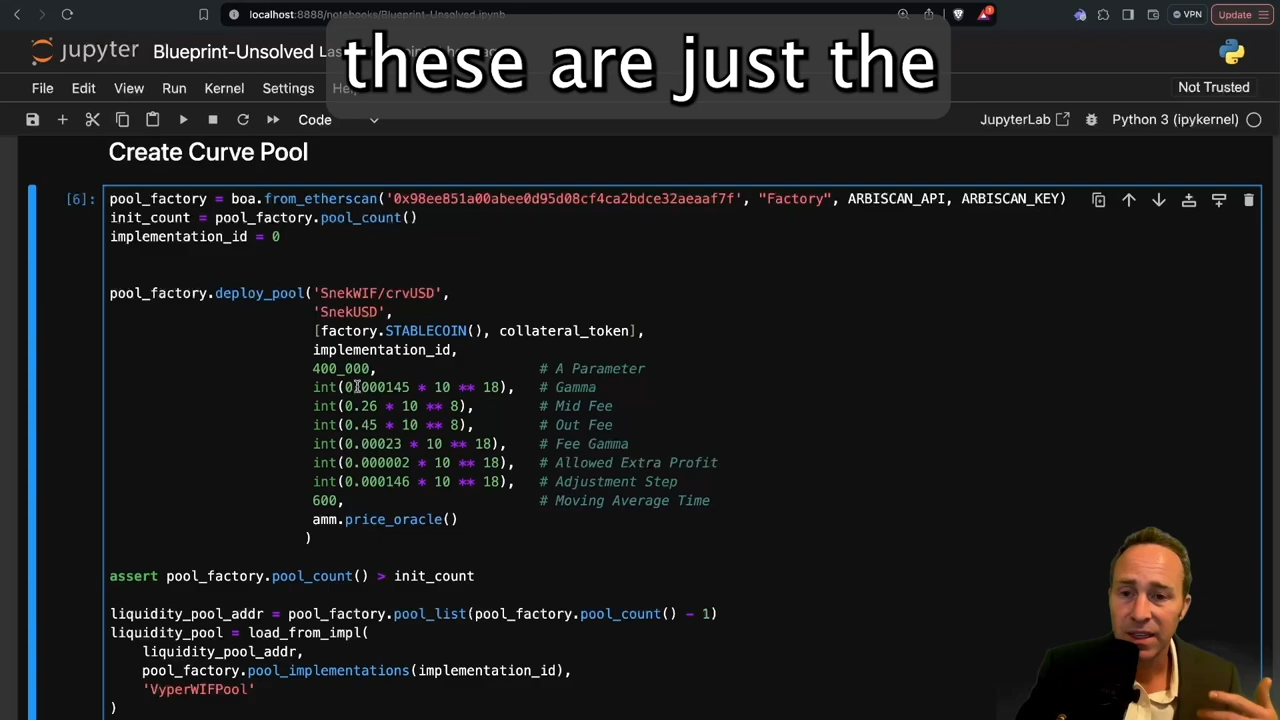 localhost:8888/notebooks/Blueprint-Unsolved.ipynb
1
VPN
Update
jupyter
Blueprint-Unsolved
these are just the
File Edit View Run Kernel Settings
Not Trusted
Code
JupyterLab
Python 3 (ipykernel)
Create Curve Pool
[6]:
pool_factory = boa.from_etherscan('0x98ee851a00abee0d95d08cf4ca2bdce32aeaaf7f', "Factory", ARBISCAN_API, ARBISCAN_KEY)
init_count = pool_factory.pool_count()
implementation_id = 0
pool_factory.deploy_pool('SnekWIF/crvUSD',
'SnekUSD',
[factory.STABLECOIN(), collateral_token],
implementation_id,
400_000, # A Parameter
int(0.000145 * 10 ** 18), # Gamma
int(0.26 * 10 ** 8), # Mid Fee
int(0.45 * 10 ** 8), # Out Fee
int(0.00023 * 10 ** 18), # Fee Gamma
int(0.000002 * 10 ** 18), # Allowed Extra Profit
int(0.000146 * 10 ** 18), # Adjustment Step
600, # Moving Average Time
amm.price_oracle()
)
assert pool_factory.pool_count() > init_count
liquidity_pool_addr = pool_factory.pool_list(pool_factory.pool_count() - 1)
liquidity_pool = load_from_impl(
liquidity_pool_addr,
pool_factory.pool_implementations(implementation_id),
'VyperWIFPool'
)